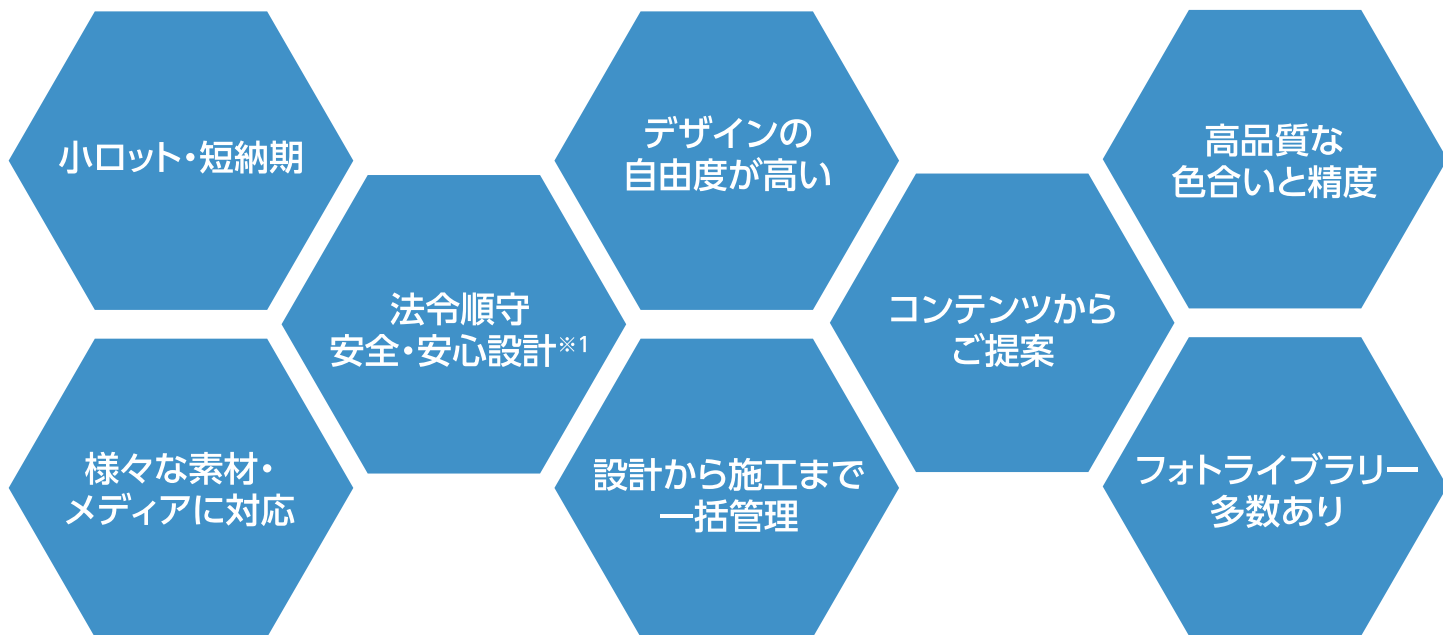 小ロット・短納期
デザインの
自由度が高い
高品質な
色合いと精度
法令順守
安全・安心設計※1
コンテンツから
ご提案
様々な素材・
メディアに対応
設計から施工まで
一括管理
フォトライブラリー
多数あり